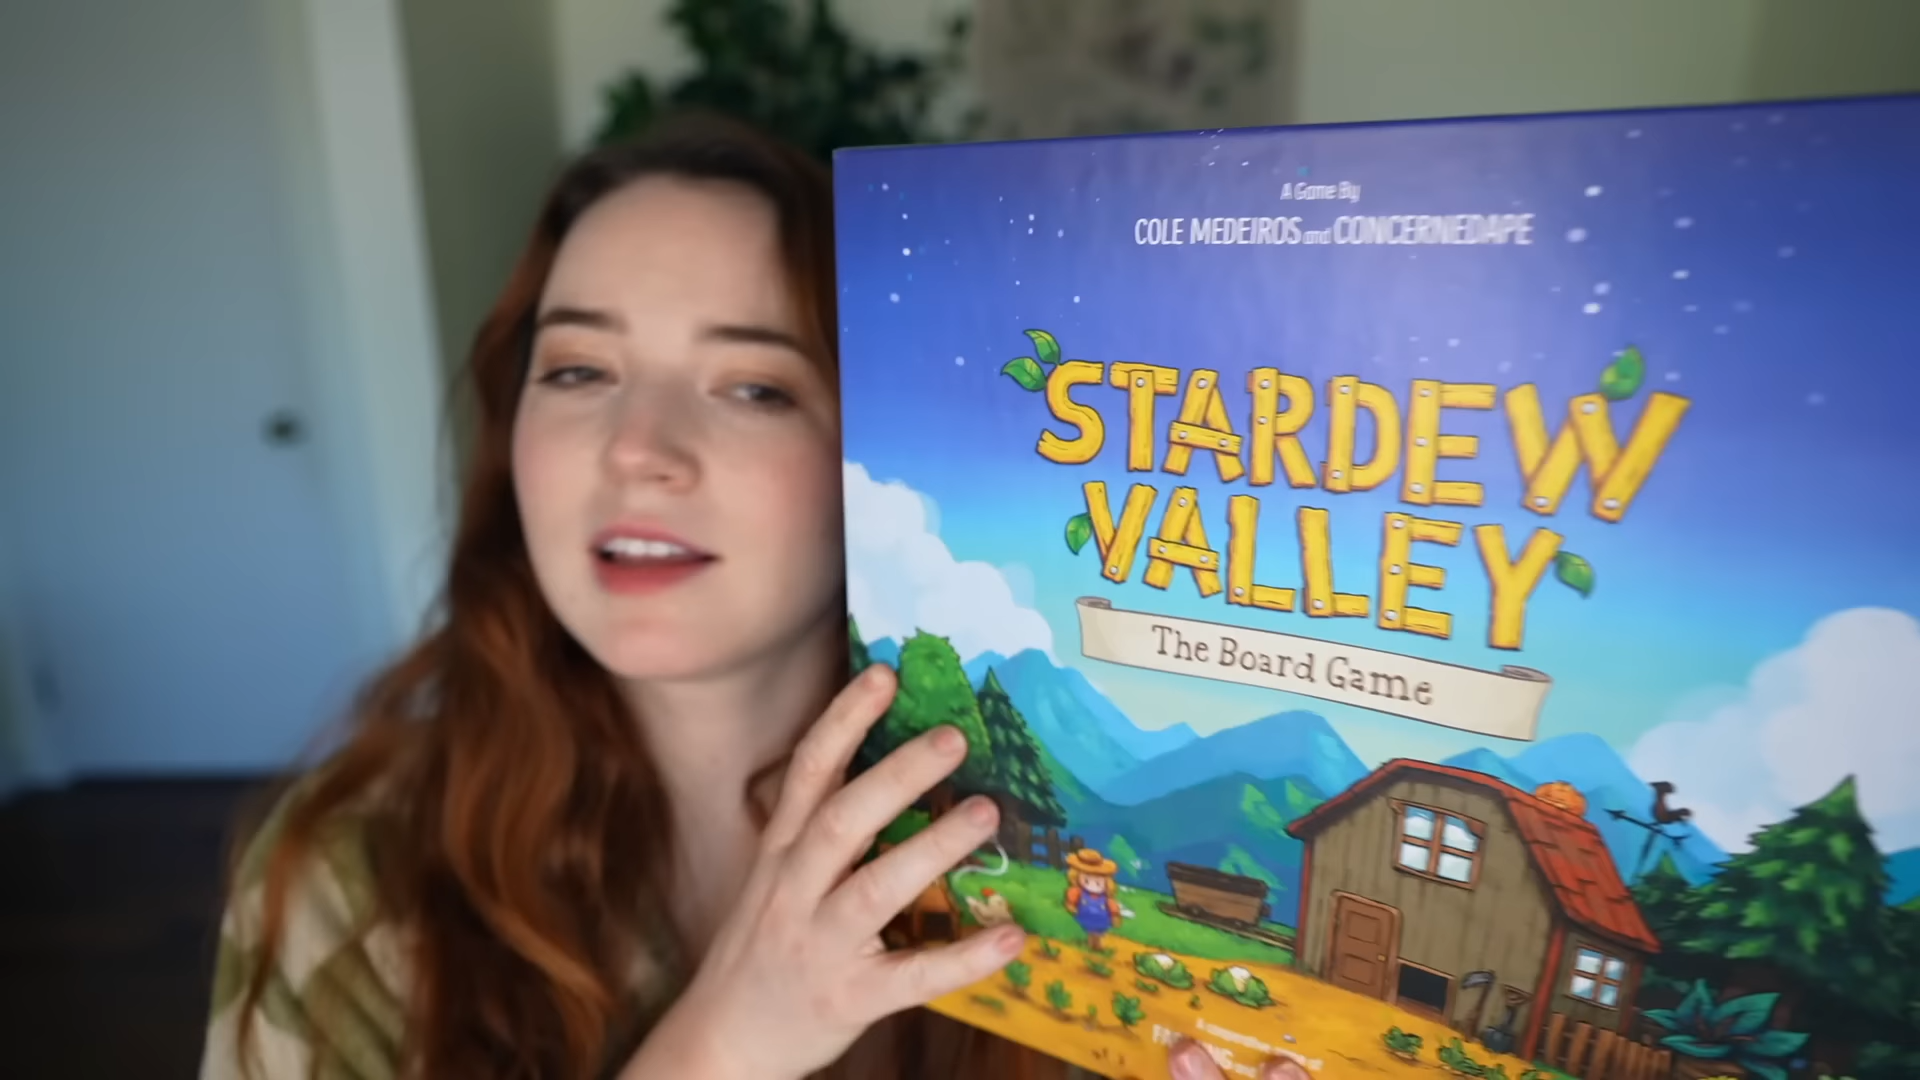 A Game By
COLE MEDEIROS and CONCERNEDAPE
STARDEW
VALLEY
The Board Game